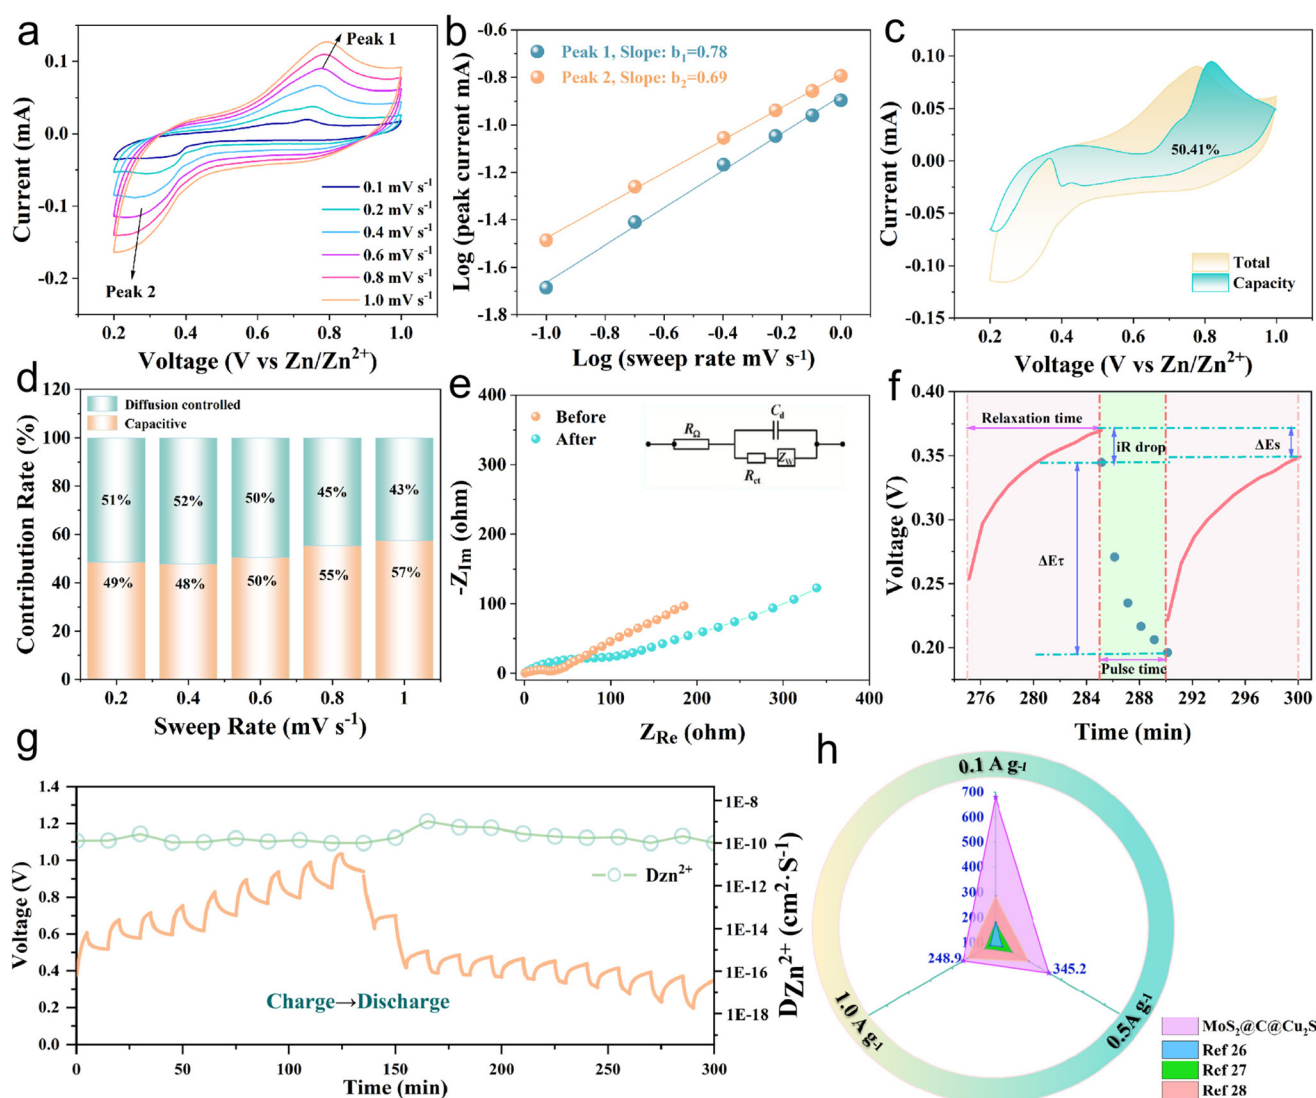 a
Peak 1
Peak 2
0.1 mV s⁻¹
0.2 mV s⁻¹
0.4 mV s⁻¹
0.6 mV s⁻¹
0.8 mV s⁻¹
1.0 mV s⁻¹
0.1
0.0
-0.1
-0.2
Current (mA)
0.2 0.4 0.6 0.8 1.0
Voltage (V vs Zn/Zn²⁺)
b
Peak 1, Slope: b₁=0.78
Peak 2, Slope: b₂=0.69
-0.6
-0.8
-1.0
-1.2
-1.4
-1.6
-1.8
Log (peak current mA)
-1.0 -0.8 -0.6 -0.4 -0.2 0.0
Log (sweep rate mV s⁻¹)
c
50.41%
Total
Capacity
0.10
0.05
0.00
-0.05
-0.10
-0.15
Current (mA)
0.2 0.4 0.6 0.8 1.0
Voltage (V vs Zn/Zn²⁺)
d
Diffusion controlled
Capacitive
120
100
80
60
40
20
0
Contribution Rate (%)
51% 52% 50% 45% 43%
49% 48% 50% 55% 57%
0.2 0.4 0.6 0.8 1
Sweep Rate (mV s⁻¹)
e
Before
After
R_Ω
C_d
R_ct
Z_W
400
300
200
100
0
-Z_Im (ohm)
0 100 200 300 400
Z_Re (ohm)
f
Relaxation time
iR drop
ΔEs
ΔEτ
Pulse time
0.40
0.35
0.30
0.25
0.20
Voltage (V)
276 280 284 288 292 296 300
Time (min)
g
1.4
1.2
1.0
0.8
0.6
0.4
0.2
0.0
Voltage (V)
Dzn²⁺
Charge→Discharge
1E-8
1E-10
1E-12
1E-14
1E-16
1E-18
D_Zn²⁺ (cm²·S⁻¹)
0 50 100 150 200 250 300
Time (min)
h
0.1 A g⁻¹
0.5A g⁻¹
1.0 A g⁻¹
700
600
500
400
300
200
100
248.9
345.2
MoS₂@C@Cu₂S
Ref 26
Ref 27
Ref 28